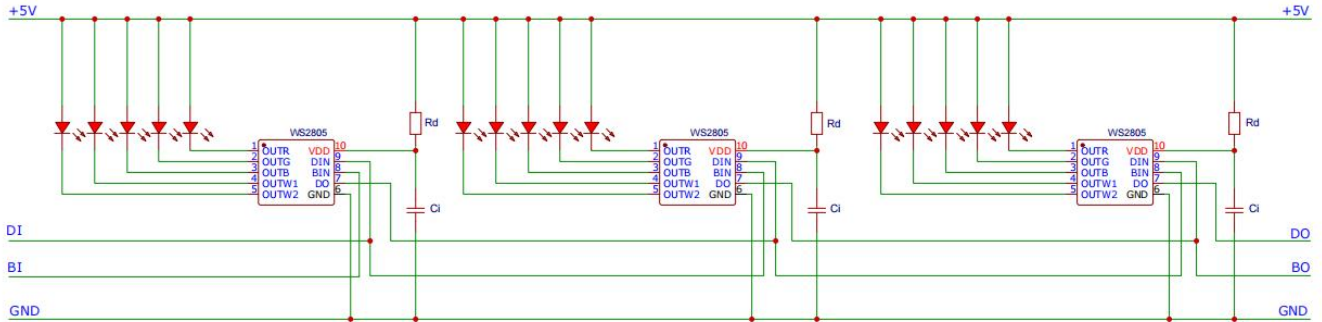 +5V +5V
Rd Rd Rd
WS2805 WS2805 WS2805
1 OUTR VDD 10 1 OUTR VDD 10 1 OUTR VDD 10
2 OUTG DIN 9 2 OUTG DIN 9 2 OUTG DIN 9
3 OUTB BIN 8 3 OUTB BIN 8 3 OUTB BIN 8
4 OUTW1 DO 7 4 OUTW1 DO 7 4 OUTW1 DO 7
5 OUTW2 GND 6 5 OUTW2 GND 6 5 OUTW2 GND 6
Ci Ci Ci
DI DO
BI BO
GND GND